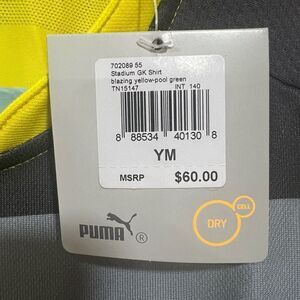 702089 55
Stadium GK Shirt
blazing yellow-pool green
TN15147 INT 140
8 88534 40130 8
YM
MSRP $60.00
PUMA ®
DRY
CELL